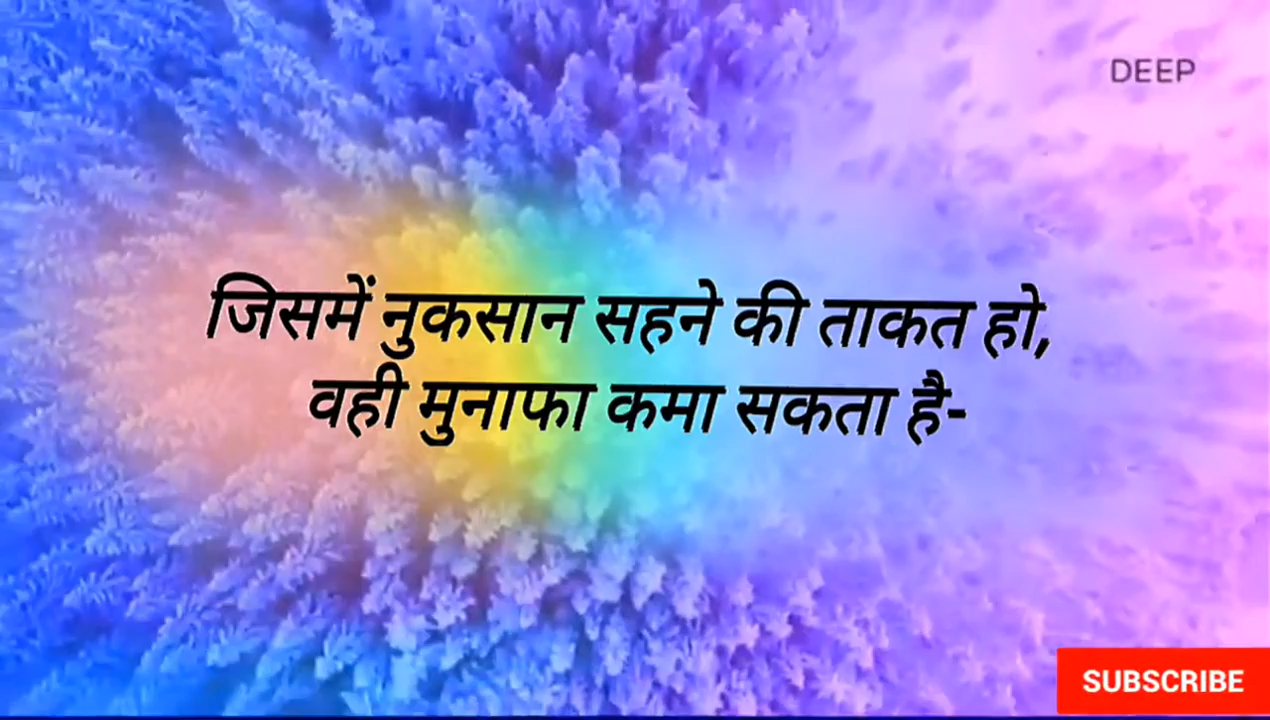 DEEP
जिसमें नुकसान सहने की ताकत हो,
वही मुनाफा कमा सकता है-
SUBSCRIBE